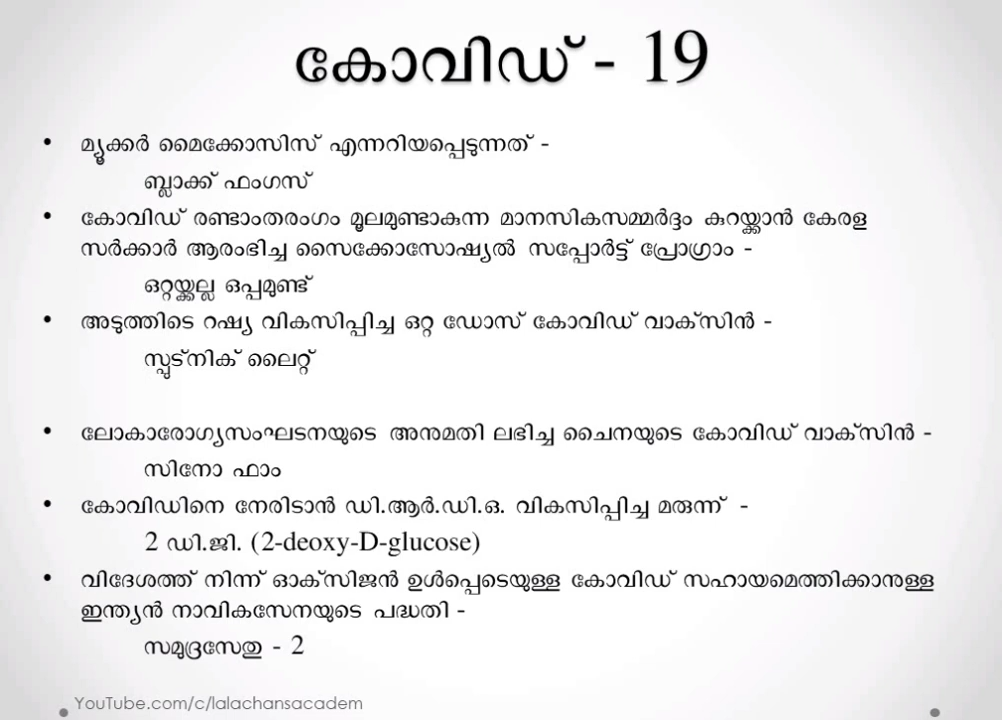 കോവിഡ് - 19
• മ്യൂക്കർ മൈക്കോസിസ് എന്നറിയപ്പെടുന്നത് -
ബ്ലാക്ക് ഫംഗസ്
• കോവിഡ് രണ്ടാംതരംഗം മൂലമുണ്ടാകുന്ന മാനസികസമ്മർദ്ദം കുറയ്ക്കാൻ കേരള
സർക്കാർ ആരംഭിച്ച സൈക്കോസോഷ്യൽ സപ്പോർട്ട് പ്രോഗ്രാം -
ഒറ്റയ്ക്കല്ല ഒപ്പമുണ്ട്
• അടുത്തിടെ റഷ്യ വികസിപ്പിച്ച ഒറ്റ ഡോസ് കോവിഡ് വാക്സിൻ -
സ്പുട്നിക് ലൈറ്റ്
• ലോകാരോഗ്യസംഘടനയുടെ അനുമതി ലഭിച്ച ചൈനയുടെ കോവിഡ് വാക്സിൻ -
സിനോ ഫാം
• കോവിഡിനെ നേരിടാൻ ഡി.ആർ.ഡി.ഒ. വികസിപ്പിച്ച മരുന്ന് -
2 ഡി.ജി. (2-deoxy-D-glucose)
• വിദേശത്ത് നിന്ന് ഓക്സിജൻ ഉൾപ്പെടെയുള്ള കോവിഡ് സഹായമെത്തിക്കാനുള്ള
ഇന്ത്യൻ നാവികസേനയുടെ പദ്ധതി -
സമുദ്രസേതു - 2
YouTube.com/c/lalachansacadem